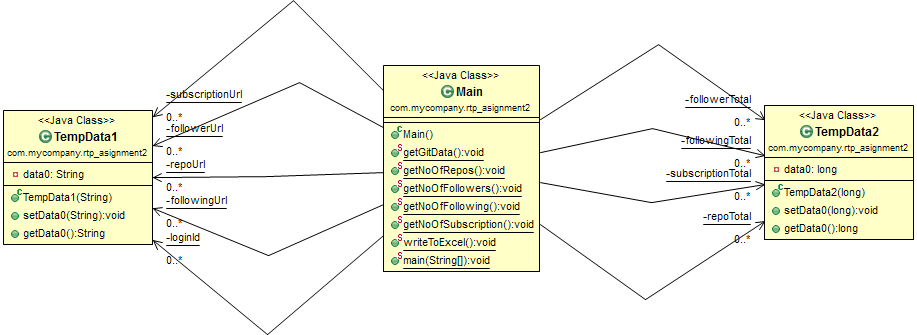 <<Java Class>>
TempData1
com.mycompany.rtp_asignment2
data0: String
TempData1(String)
setData0(String):void
getData0():String
-subscriptionUrl
0..*
-followerUrl
0..*
-repoUrl
0..*
-followingUrl
0..*
-loginId
0..*
<<Java Class>>
Main
com.mycompany.rtp_asignment2
Main()
getGitData():void
getNoOfRepos():void
getNoOfFollowers():void
getNoOfFollowing():void
getNoOfSubscription():void
writeToExcel():void
main(String[]):void
-followerTotal
0..*
-followingTotal
0..*
-subscriptionTotal
0..*
-repoTotal
0..*
<<Java Class>>
TempData2
com.mycompany.rtp_asignment2
data0: long
TempData2(long)
setData0(long):void
getData0():long